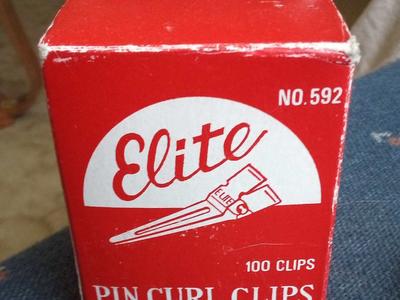 NO.592
Elite
ELITE
100 CLIPS
PIN CURL CLIPS